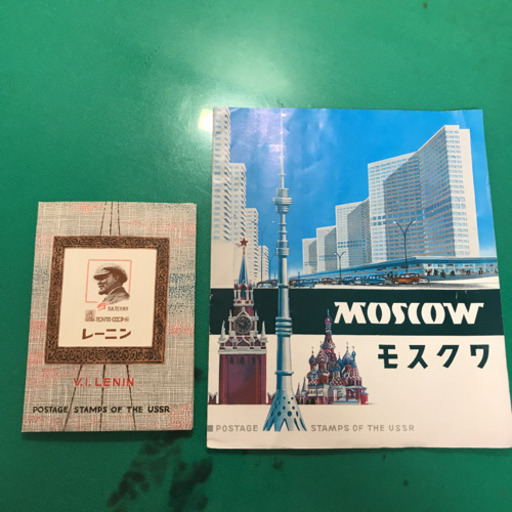 В.И.ЛЕНИН
レーニン
V.I. LENIN
POSTAGE STAMPS OF THE USSR
MOSCOW
モスクワ
POSTAGE STAMPS OF THE USSR